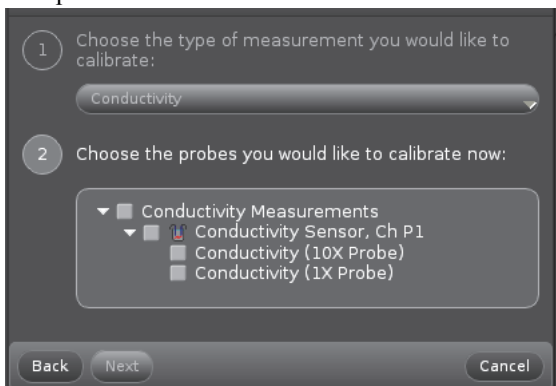 1
Choose the type of measurement you would like to
calibrate:
Conductivity
2
Choose the probes you would like to calibrate now:
Conductivity Measurements
Conductivity Sensor, Ch P1
Conductivity (10X Probe)
Conductivity (1X Probe)
Back Next Cancel